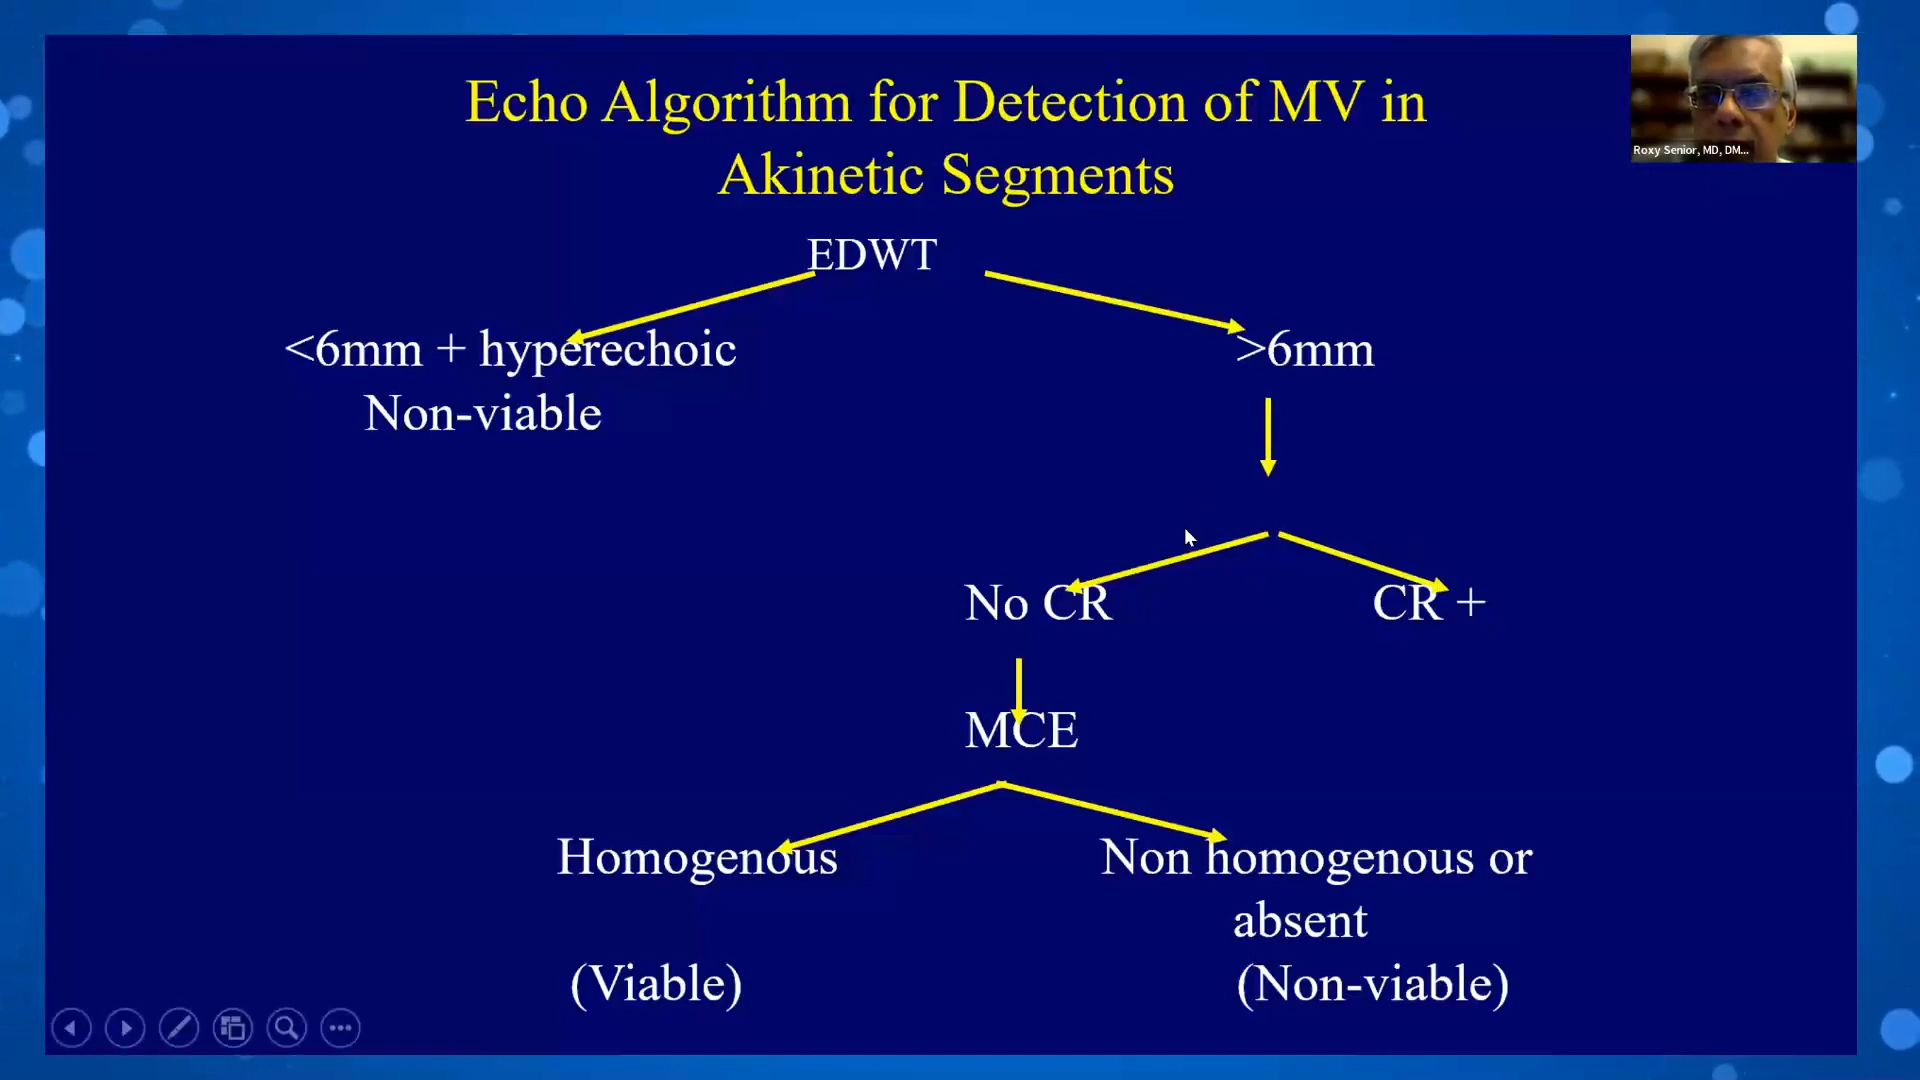 Echo Algorithm for Detection of MV in
Akinetic Segments
Roxy Senior, MD, DM...
EDWT
<6mm + hyperechoic
Non-viable
>6mm
No CR
CR +
MCE
Homogenous
Non homogenous or
absent
(Viable)
(Non-viable)